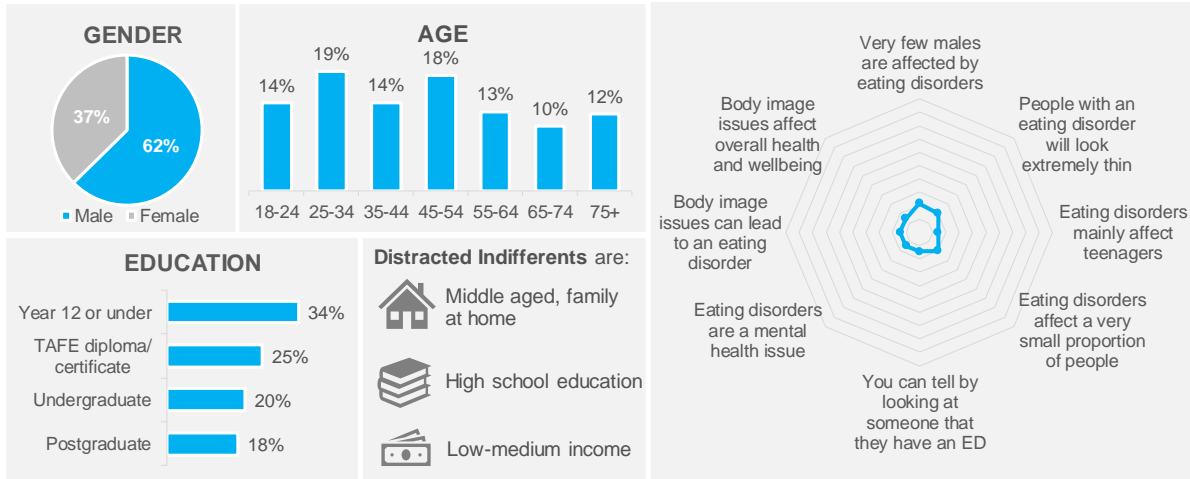 GENDER
37%
62%
Male
Female
AGE
14%
19%
14%
18%
13%
10%
12%
18-24
25-34
35-44
45-54
55-64
65-74
75+
EDUCATION
Year 12 or under
34%
TAFE diploma/
certificate
25%
Undergraduate
20%
Postgraduate
18%
Distracted Indifferents are:
Middle aged, family
at home
High school education
Low-medium income
Very few males
are affected by
eating disorders
People with an
eating disorder
will look
extremely thin
Eating disorders
mainly affect
teenagers
Eating disorders
affect a very
small proportion
of people
You can tell by
looking at
someone that
they have an ED
Eating disorders
are a mental
health issue
Body image
issues can lead
to an eating
disorder
Body image
issues affect
overall health
and wellbeing